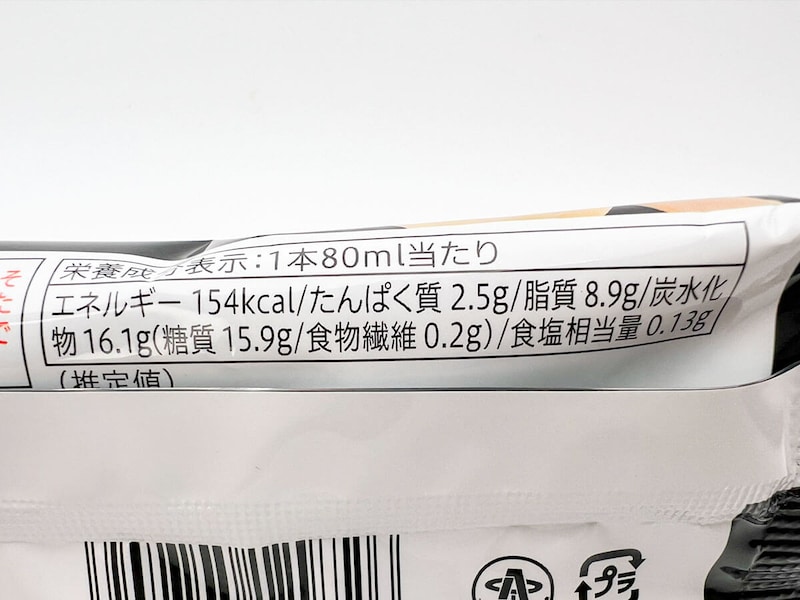 栄養成分表示:1本80ml当たり
エネルギー 154kcal/たんぱく質 2.5g/脂質 8.9g/炭水化
物 16.1g(糖質 15.9g/食物繊維 0.2g)/食塩相当量 0.13g
(推定値)
プラ